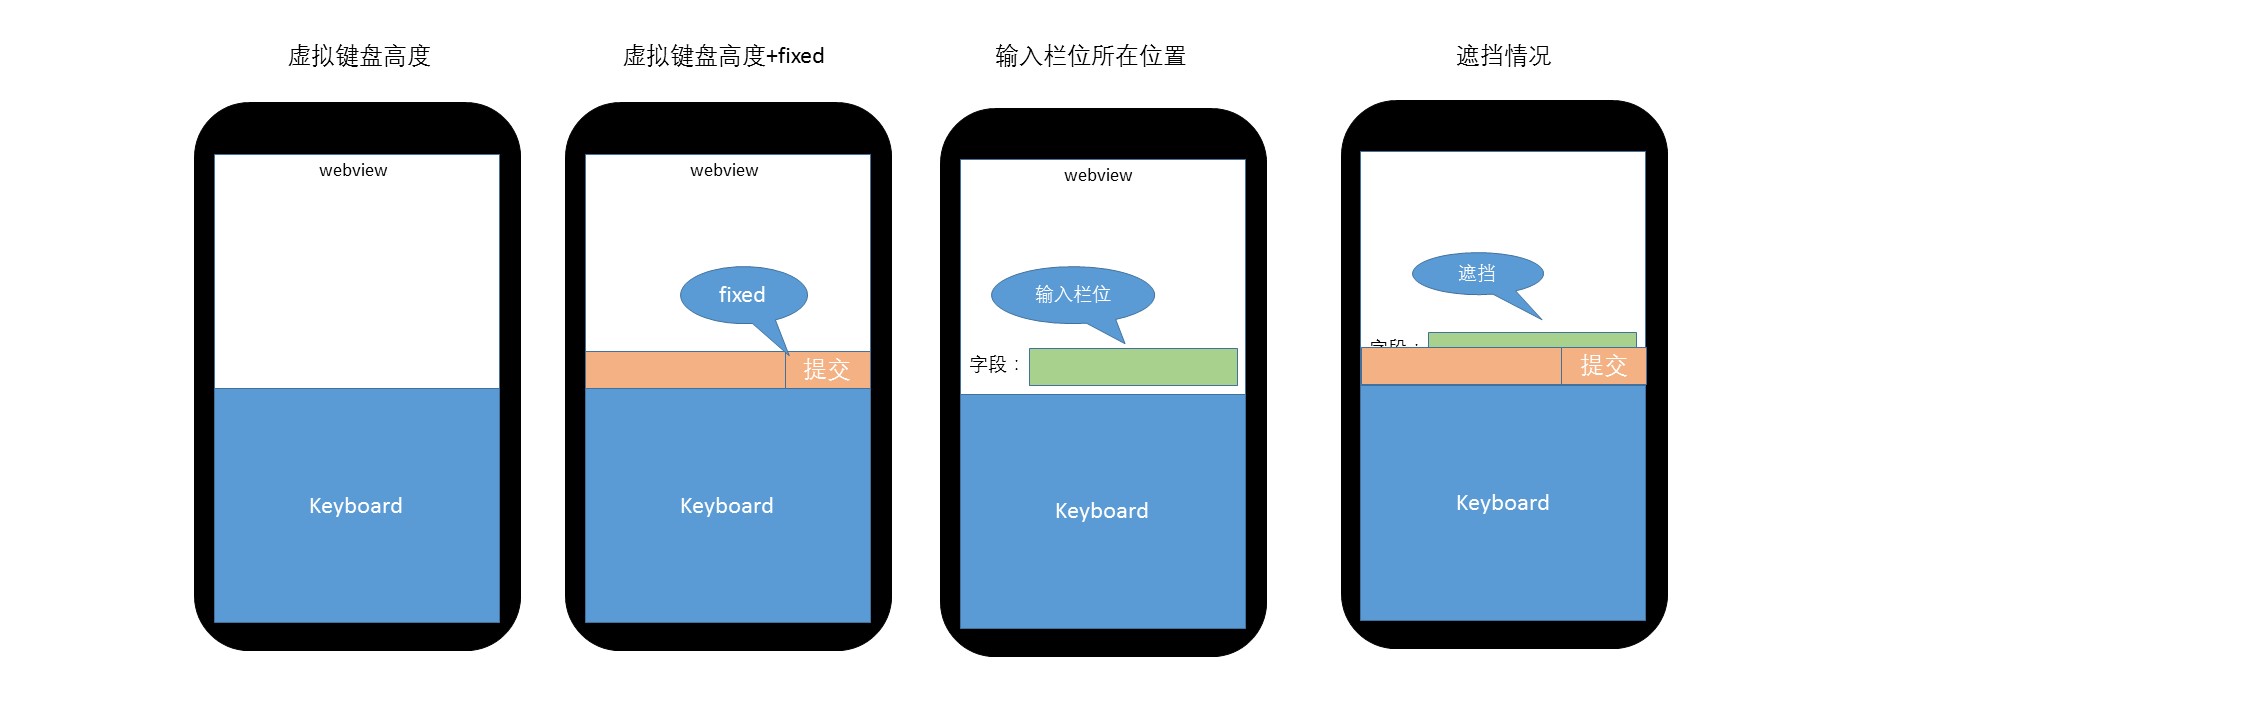 虚拟键盘高度
虚拟键盘高度+fixed
输入栏位所在位置
遮挡情况
webview
Keyboard
webview
fixed
提交
Keyboard
webview
输入栏位
字段：
Keyboard
遮挡
字段：
提交
Keyboard